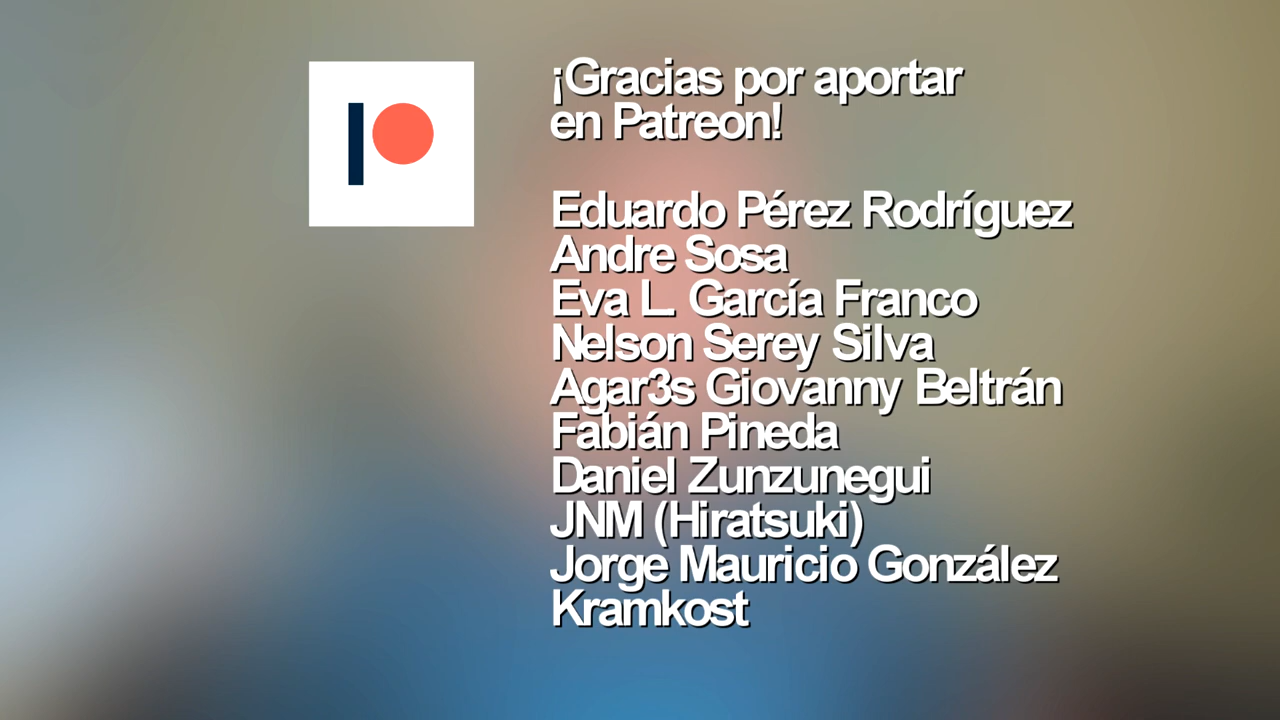 ¡Gracias por aportar
en Patreon!
Eduardo Pérez Rodríguez
Andre Sosa
Eva L. García Franco
Nelson Serey Silva
Agar3s Giovanny Beltrán
Fabián Pineda
Daniel Zunzunegui
JNM (Hiratsuki)
Jorge Mauricio González
Kramkost